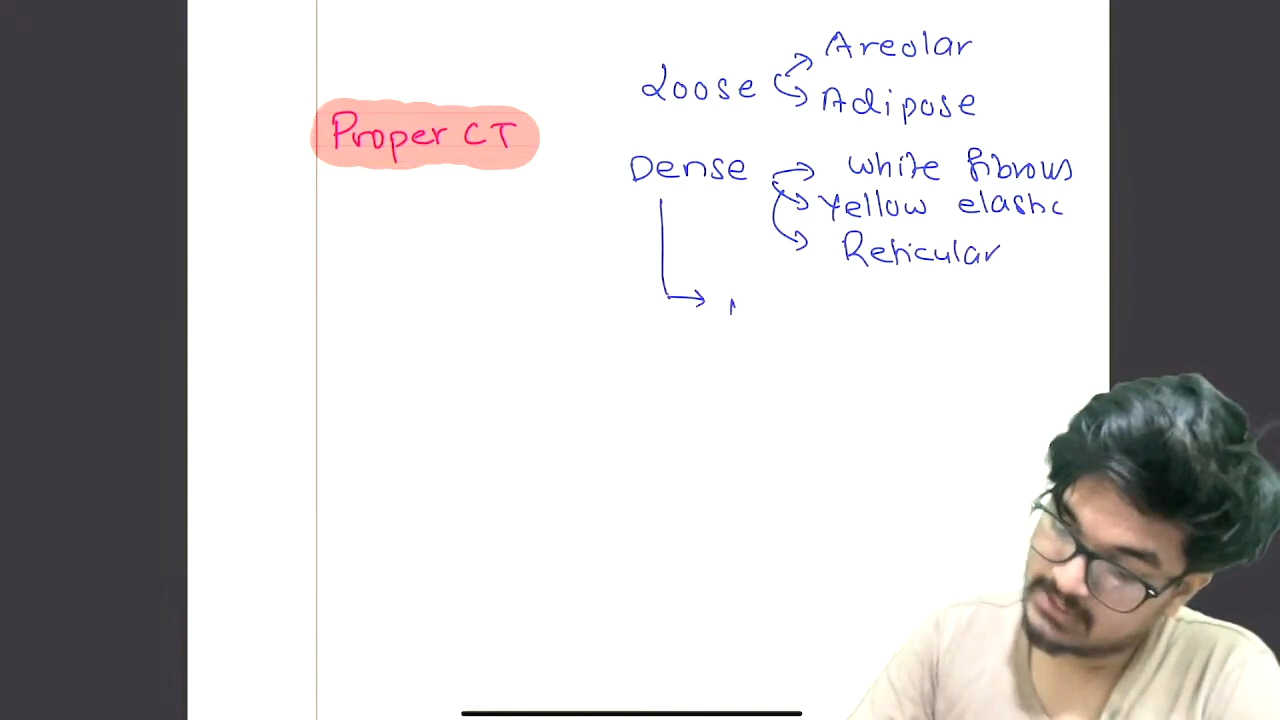 Areolar
Loose
Adipose
Proper CT
Dense
White fibrous
Yellow elastic
Reticular